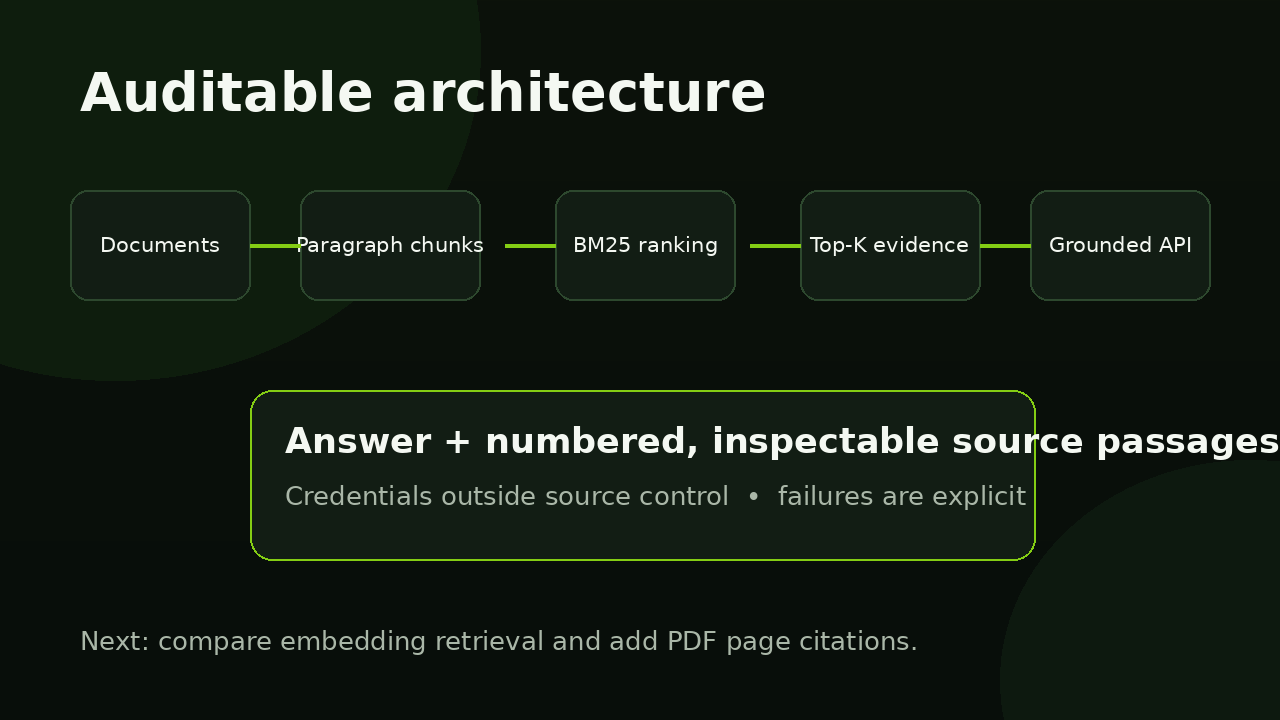 Auditable architecture
Documents
Paragraph chunks
BM25 ranking
Top-K evidence
Grounded API
Answer + numbered, inspectable source passages
Credentials outside source control • failures are explicit
Next: compare embedding retrieval and add PDF page citations.